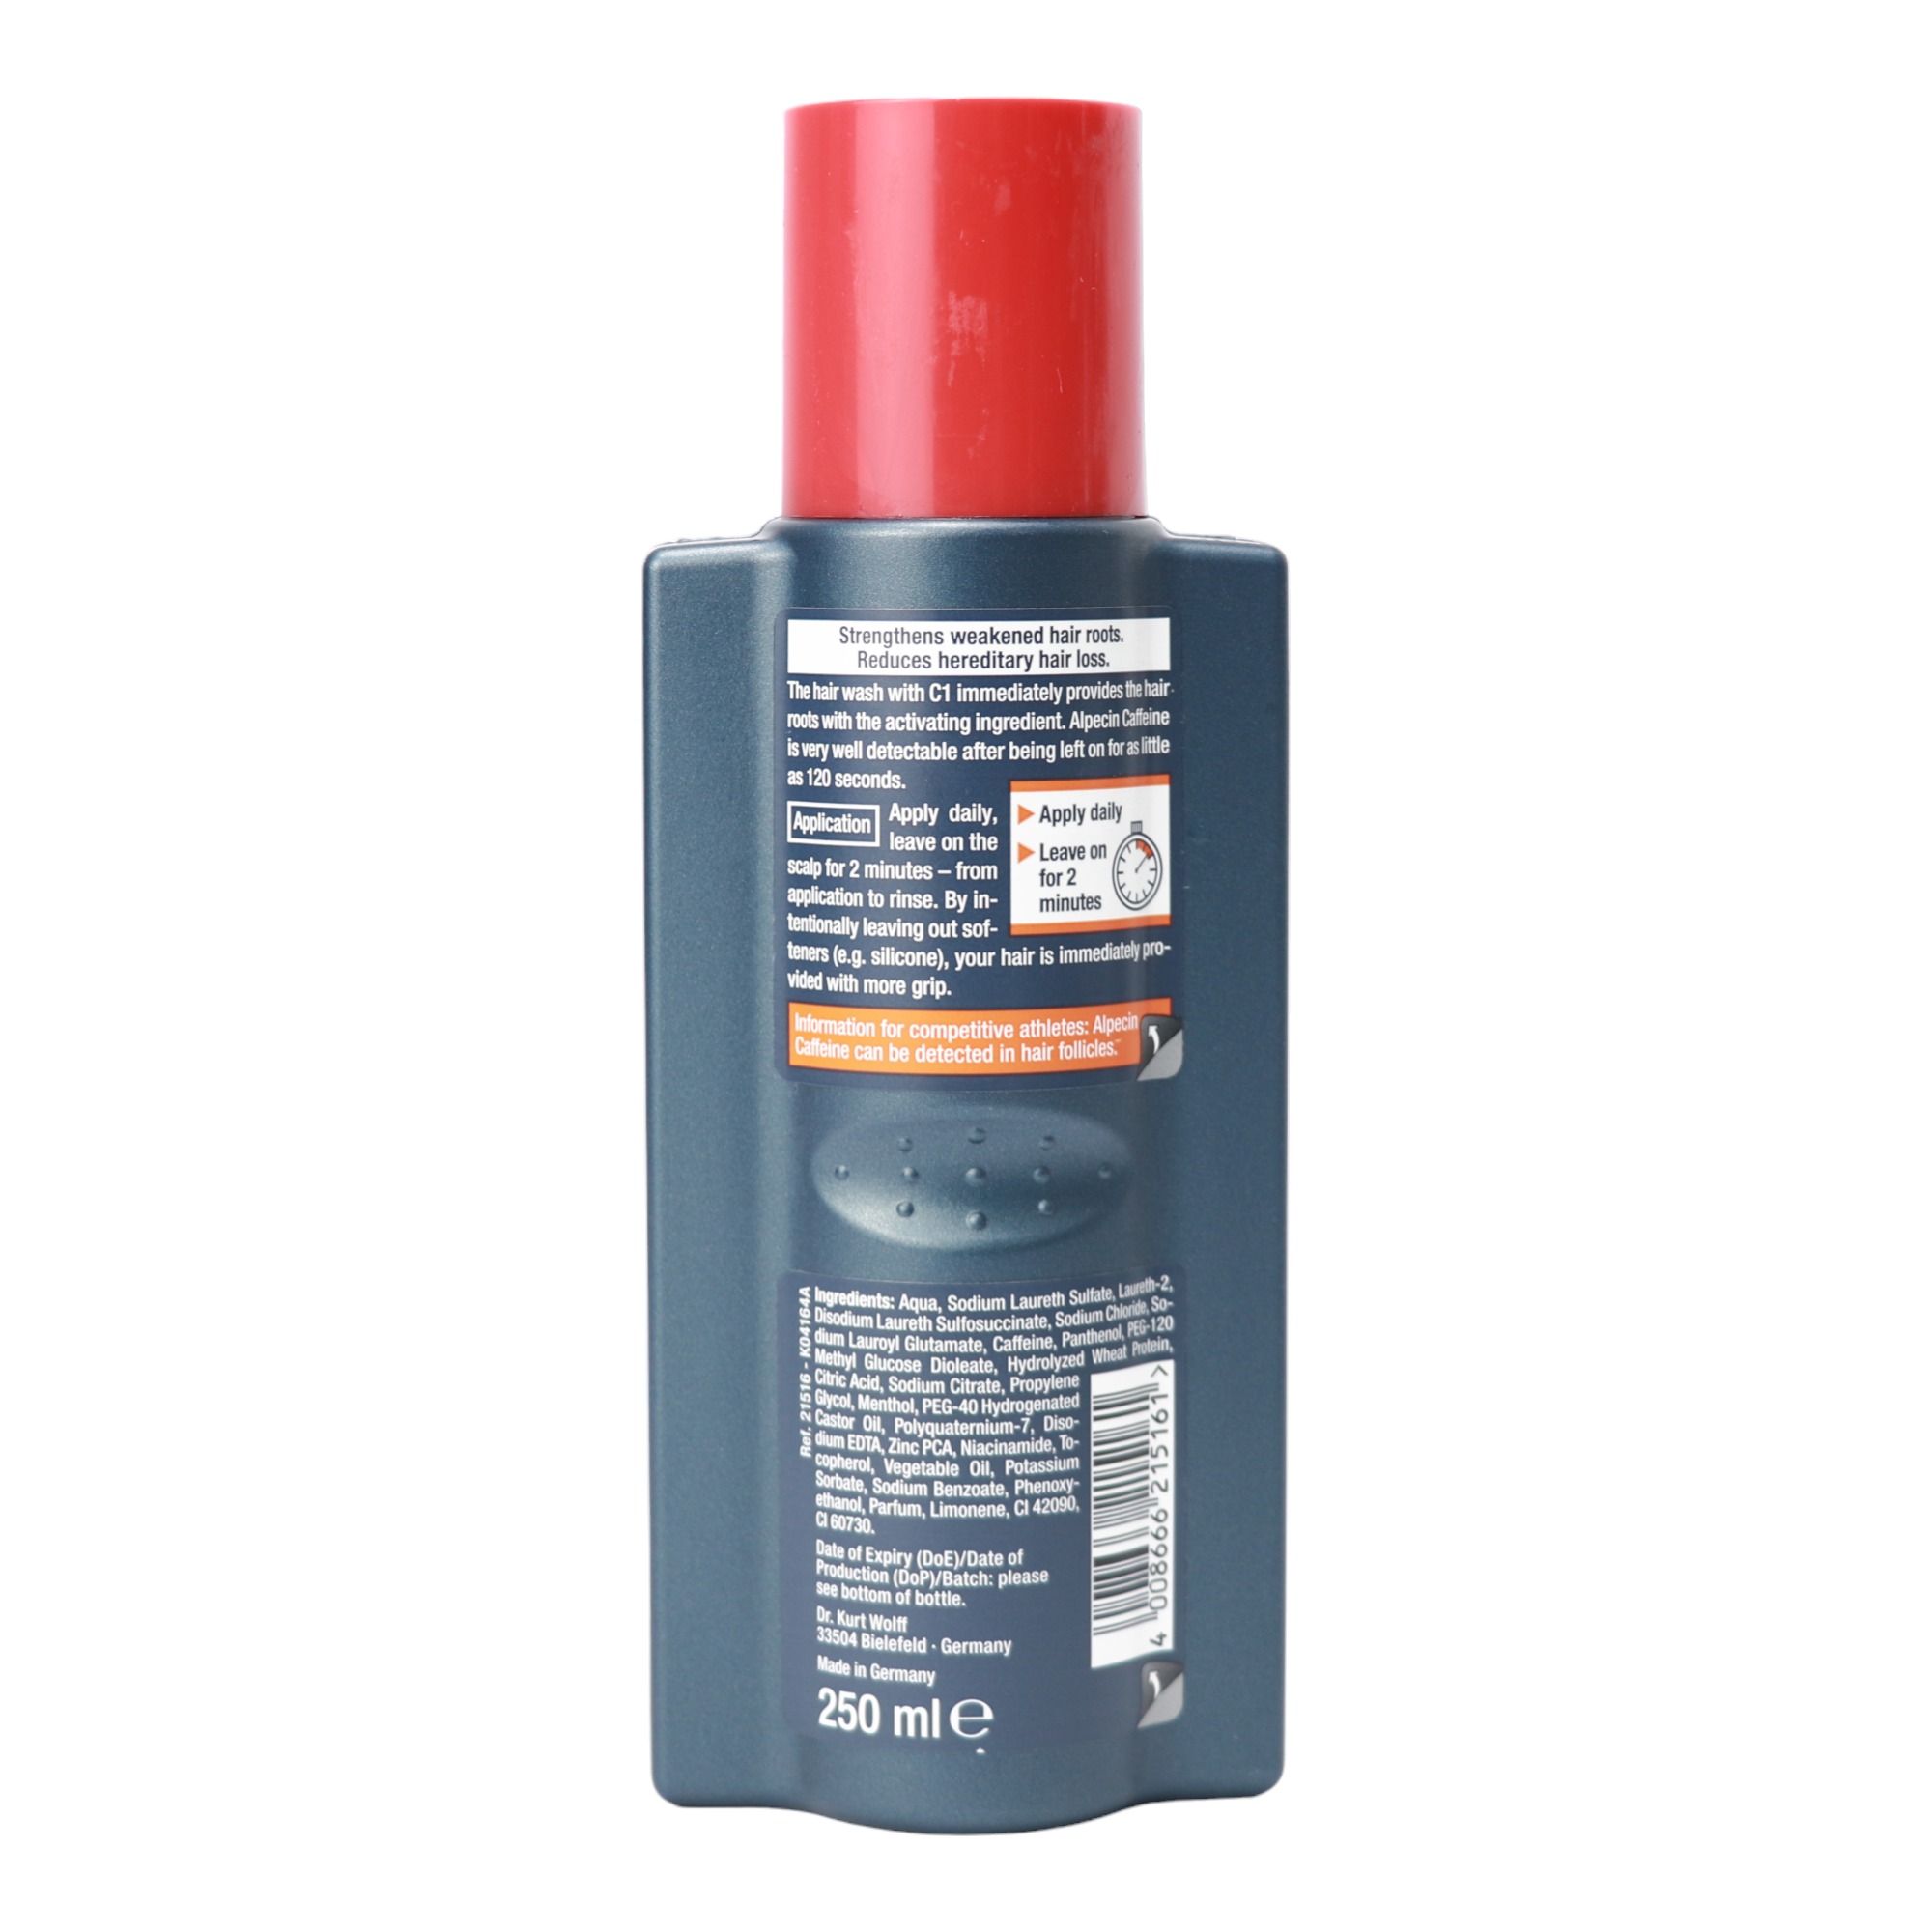 Strengthens weakened hair roots.
Reduces hereditary hair loss.
The hair wash with C1 immediately provides the hair
roots with the activating ingredient. Alpecin Caffeine
is very well detectable after being left on for as little
as 120 seconds.
Application
Apply daily,
leave on the
scalp for 2 minutes – from
application to rinse. By in-
tentionally leaving out sof-
teners (e.g. silicone), your hair is immediately pro-
vided with more grip.
Apply daily
Leave on
for 2
minutes
Information for competitive athletes: Alpecin
Caffeine can be detected in hair follicles.
Ref. 21516 - K04164A
Ingredients: Aqua, Sodium Laureth Sulfate, Laureth-2,
Disodium Laureth Sulfosuccinate, Sodium Chloride, So-
dium Lauroyl Glutamate, Caffeine, Panthenol, PEG-120
Methyl Glucose Dioleate, Hydrolyzed Wheat Protein,
Citric Acid, Sodium Citrate, Propylene
Glycol, Menthol, PEG-40 Hydrogenated
Castor Oil, Polyquaternium-7, Diso-
dium EDTA, Zinc PCA, Niacinamide, To-
copherol, Vegetable Oil, Potassium
Sorbate, Sodium Benzoate, Phenoxy-
ethanol, Parfum, Limonene, CI 42090,
CI 60730.
Date of Expiry (DoE)/Date of
Production (DoP)/Batch: please
see bottom of bottle.
Dr. Kurt Wolff
33504 Bielefeld · Germany
Made in Germany
250 ml ℮
4 008666 215161 >